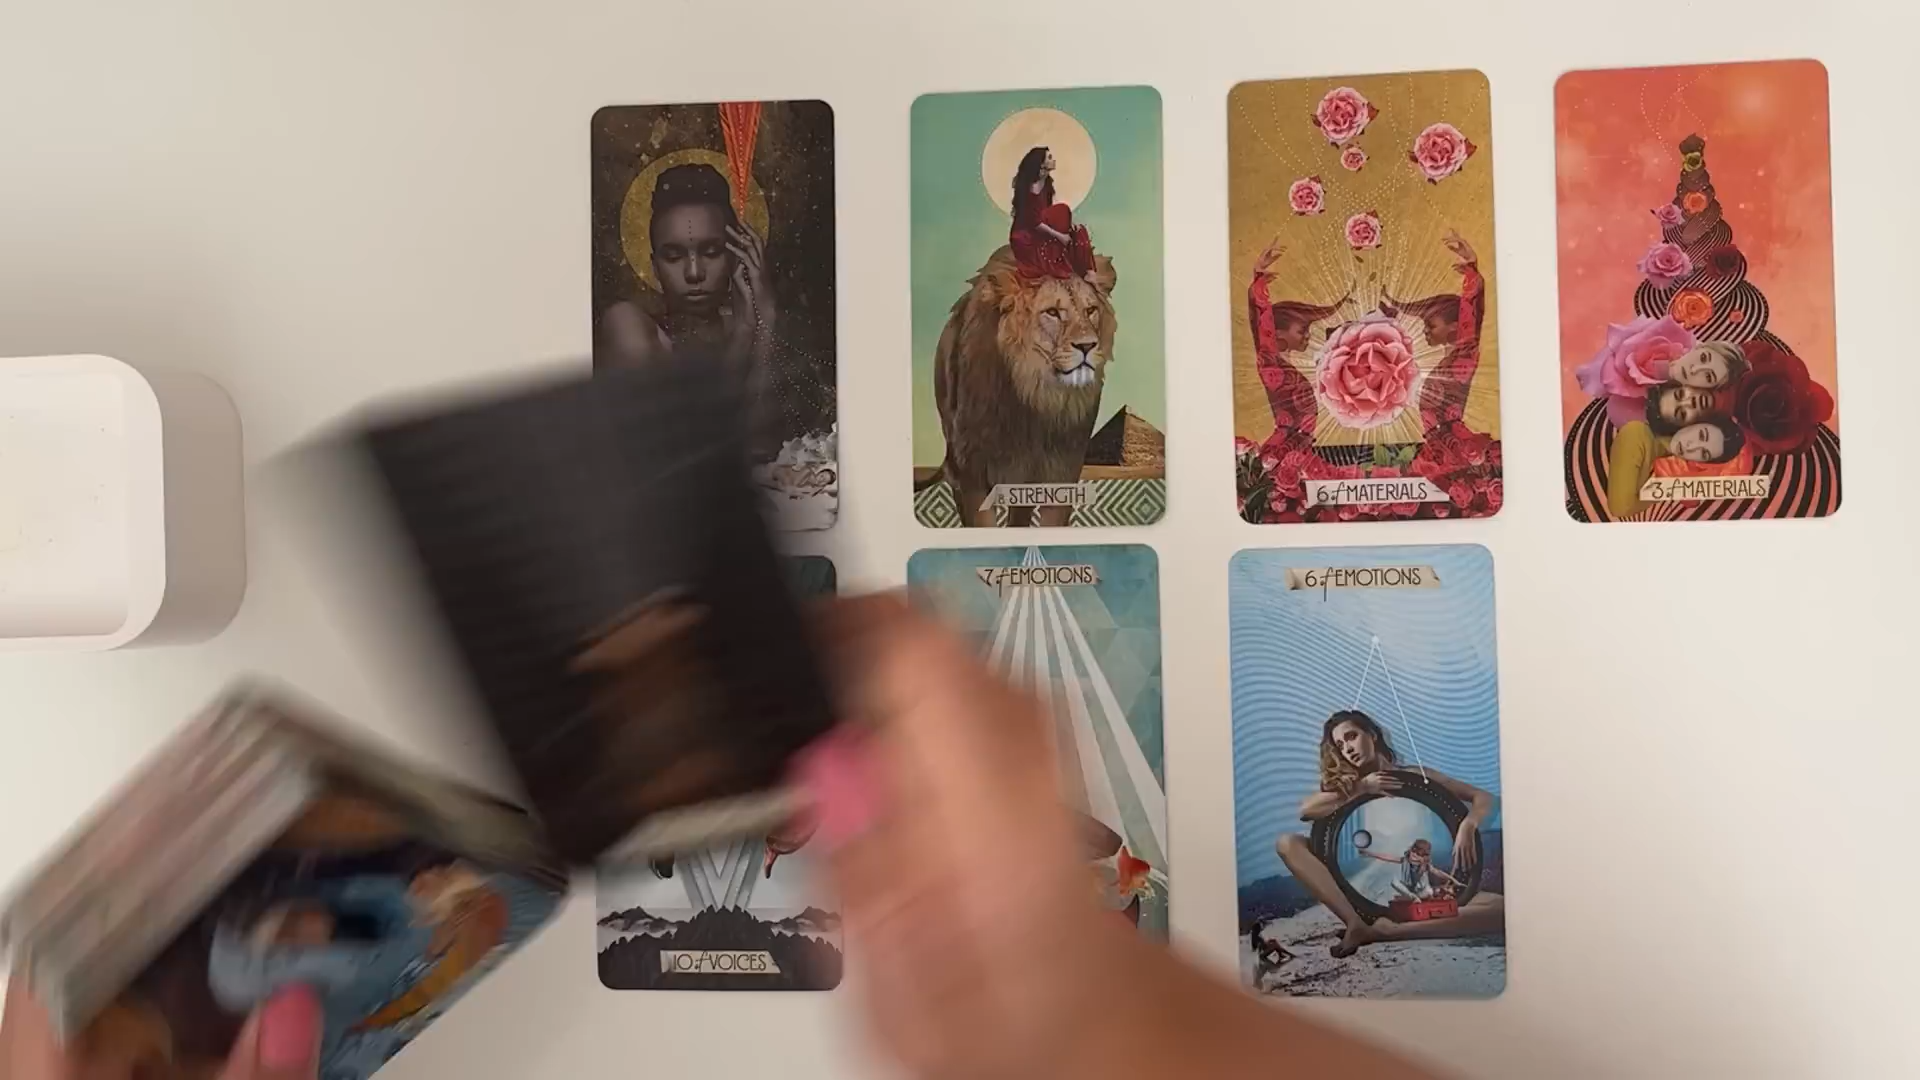 8 STRENGTH
6 of MATERIALS
3 of MATERIALS
7 of EMOTIONS
6 of EMOTIONS
10 of VOICES